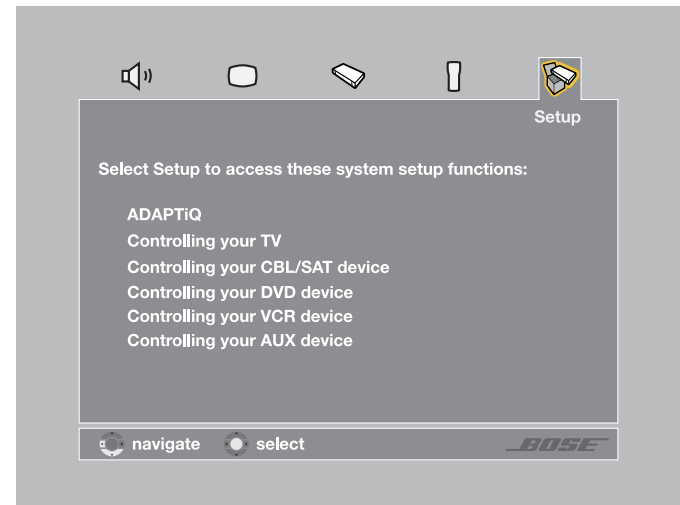 Setup
Select Setup to access these system setup functions:
ADAPTiQ
Controlling your TV
Controlling your CBL/SAT device
Controlling your DVD device
Controlling your VCR device
Controlling your AUX device
navigate select BOSE